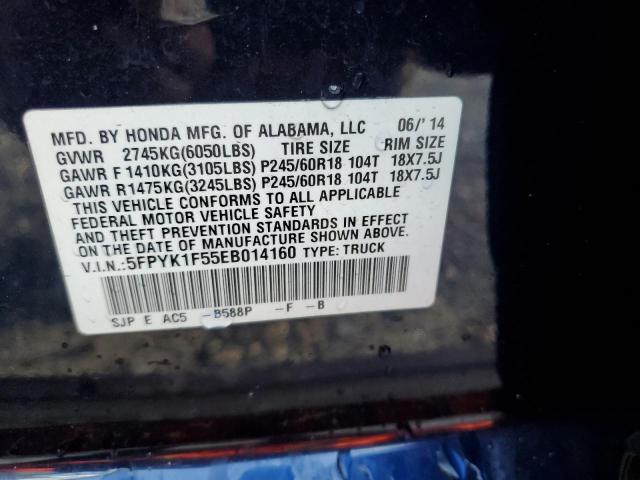 MFD. BY HONDA MFG. OF ALABAMA, LLC 06/'14
GVWR 2745KG(6050LBS) TIRE SIZE RIM SIZE
GAWR F 1410KG(3105LBS) P245/60R18 104T 18X7.5J
GAWR R1475KG(3245LBS) P245/60R18 104T 18X7.5J
THIS VEHICLE CONFORMS TO ALL APPLICABLE
FEDERAL MOTOR VEHICLE SAFETY
AND THEFT PREVENTION STANDARDS IN EFFECT
ON THE DATE OF MANUFACTURE SHOWN ABOVE.
V.I.N.:5FPYK1F55EB014160 TYPE: TRUCK
SJP E AC5 -B588P -F -B